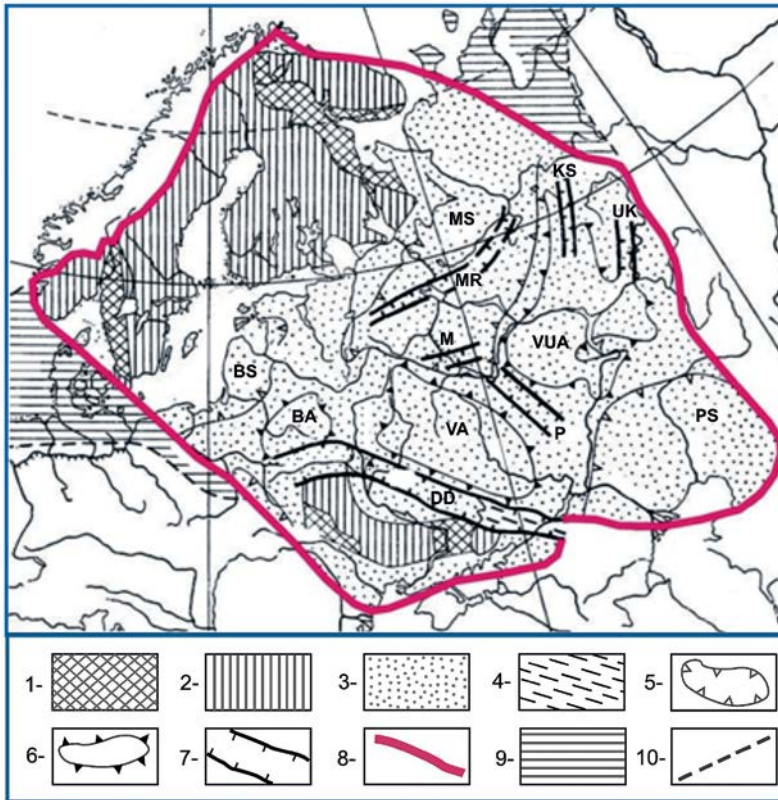 KS
UK
MS
MR
M
VUA
BS
BA
VA
P
PS
DD
1-
2-
3-
4-
5-
6-
7-
8-
9-
10-